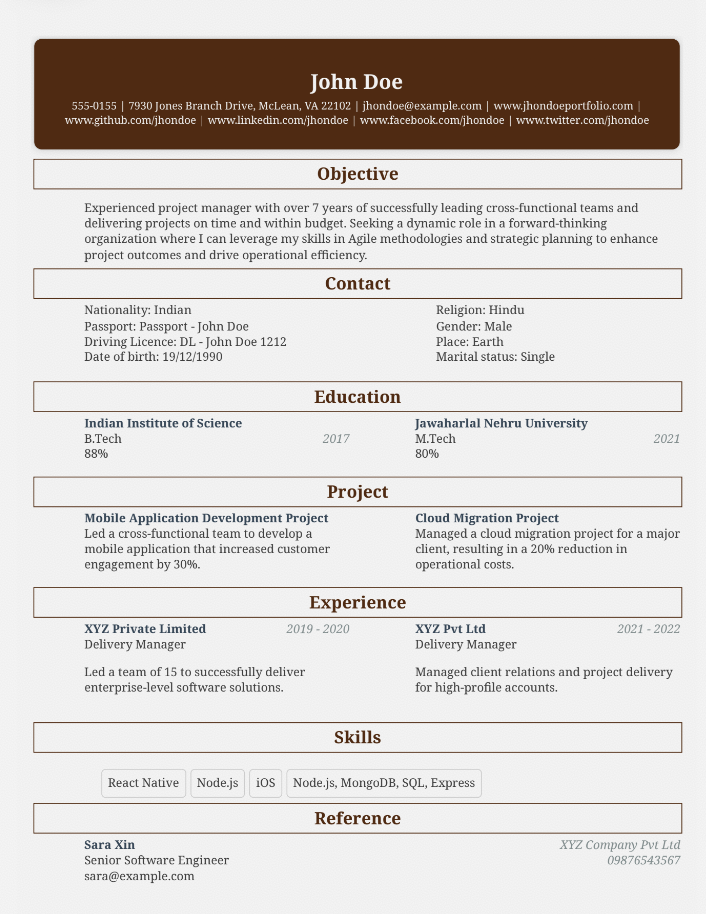 John Doe
555-0155 | 7930 Jones Branch Drive, McLean, VA 22102 | jhondoe@example.com | www.jhondoeportfolio.com |
www.github.com/jhondoe | www.linkedin.com/jhondoe | www.facebook.com/jhondoe | www.twitter.com/jhondoe
Objective
Experienced project manager with over 7 years of successfully leading cross-functional teams and
delivering projects on time and within budget. Seeking a dynamic role in a forward-thinking
organization where I can leverage my skills in Agile methodologies and strategic planning to enhance
project outcomes and drive operational efficiency.
Contact
Nationality: Indian
Passport: Passport - John Doe
Driving Licence: DL - John Doe 1212
Date of birth: 19/12/1990
Religion: Hindu
Gender: Male
Place: Earth
Marital status: Single
Education
Indian Institute of Science
B.Tech 2017
88%
Jawaharlal Nehru University
M.Tech 2021
80%
Project
Mobile Application Development Project
Led a cross-functional team to develop a
mobile application that increased customer
engagement by 30%.
Cloud Migration Project
Managed a cloud migration project for a major
client, resulting in a 20% reduction in
operational costs.
Experience
XYZ Private Limited 2019 - 2020
Delivery Manager
Led a team of 15 to successfully deliver
enterprise-level software solutions.
XYZ Pvt Ltd 2021 - 2022
Delivery Manager
Managed client relations and project delivery
for high-profile accounts.
Skills
React Native Node.js iOS Node.js, MongoDB, SQL, Express
Reference
Sara Xin XYZ Company Pvt Ltd
Senior Software Engineer 09876543567
sara@example.com